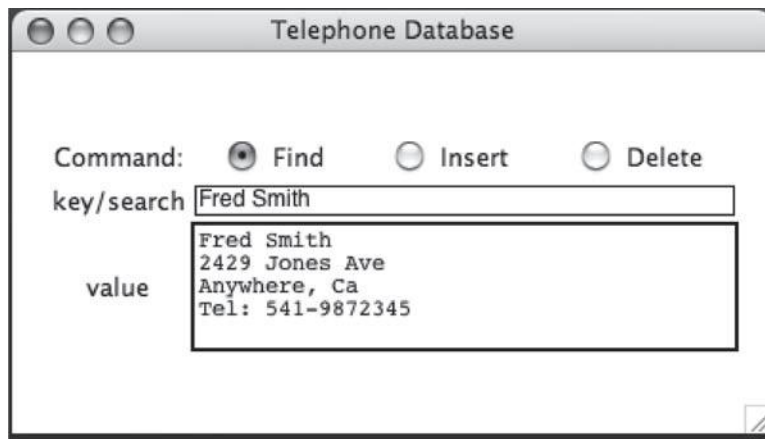 Telephone Database
Command: Find Insert Delete
key/search Fred Smith
Fred Smith
2429 Jones Ave
value
Anywhere, Ca
Tel: 541-9872345